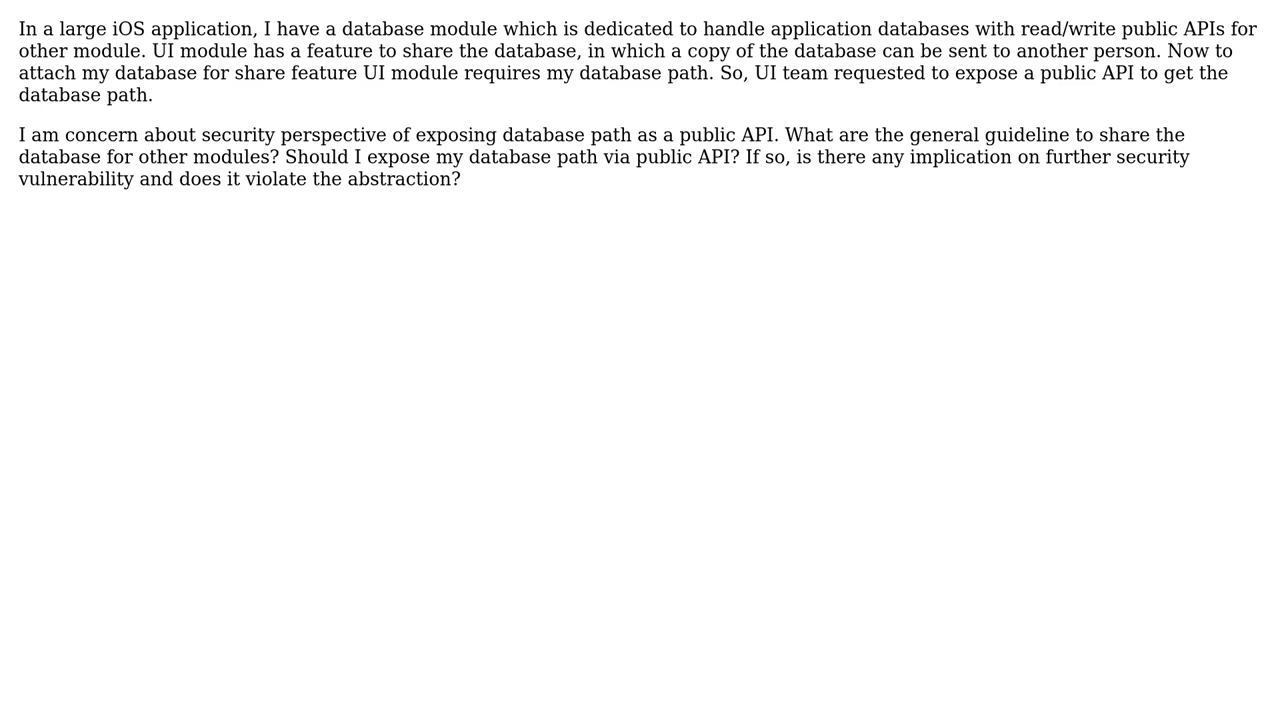 In a large iOS application, I have a database module which is dedicated to handle application databases with read/write public APIs for
other module. UI module has a feature to share the database, in which a copy of the database can be sent to another person. Now to
attach my database for share feature UI module requires my database path. So, UI team requested to expose a public API to get the
database path.
I am concern about security perspective of exposing database path as a public API. What are the general guideline to share the
database for other modules? Should I expose my database path via public API? If so, is there any implication on further security
vulnerability and does it violate the abstraction?